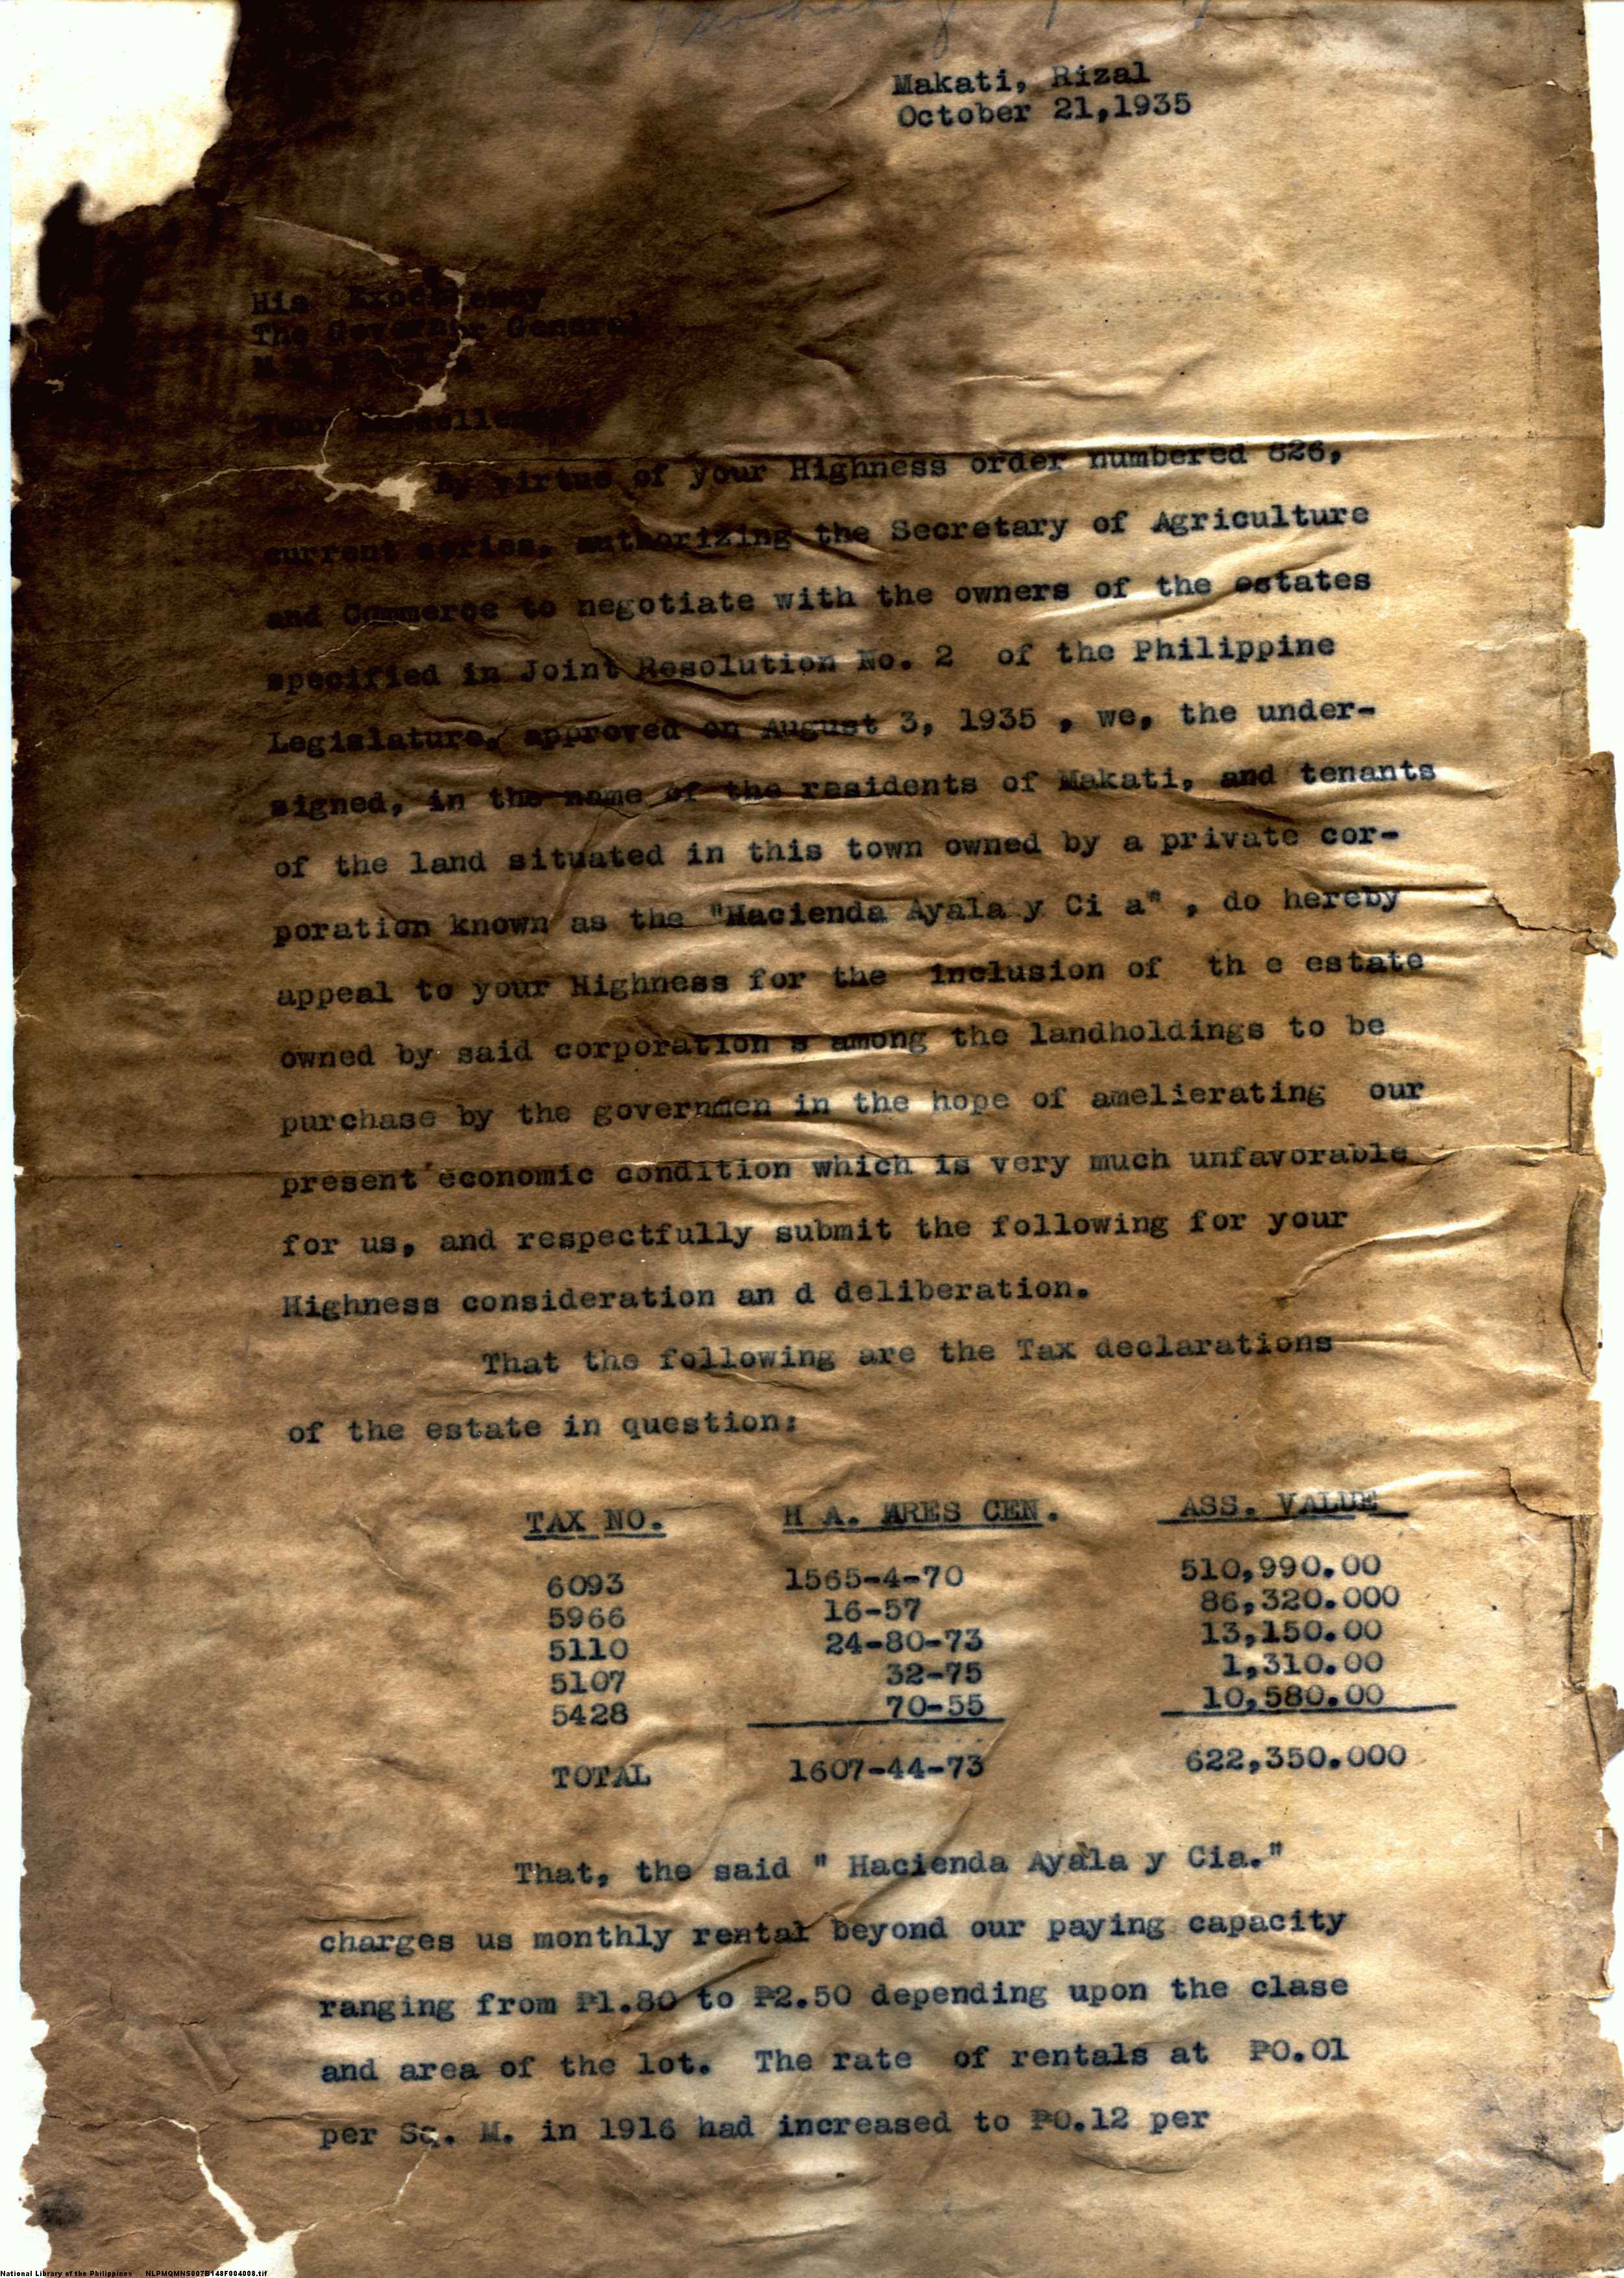 Makati, Rizal
October 21,1935
His Excellency
The Governor General
Your Excellency:
By virtue of your Highness order numbered 826,
current series, authorizing the Secretary of Agriculture
and Commerce to negotiate with the owners of the estates
specified in Joint Resolution No. 2 of the Philippine
Legislature, approved on August 3, 1935 , we, the under-
signed, in the name of the residents of Makati, and tenants
of the land situated in this town owned by a private cor-
poration known as the "Hacienda Ayala y Ci a" , do hereby
appeal to your Highness for the inclusion of th e estate
owned by said corporation s among the landholdings to be
purchase by the governmen in the hope of amelierating our
present economic condition which is very much unfavorable
for us, and respectfully submit the following for your
Highness consideration an d deliberation.
That the following are the Tax declarations
of the estate in question:
TAX NO. H A. ARES CEN. ASS. VALUE
6093 1565-4-70 510,990.00
5966 16-57 86,320.000
5110 24-80-73 13,150.00
5107 32-75 1,310.00
5428 70-55 10,580.00
TOTAL 1607-44-73 622,350.000
That, the said " Hacienda Ayala y Cia."
charges us monthly rental beyond our paying capacity
ranging from ₱1.80 to ₱2.50 depending upon the clase
and area of the lot. The rate of rentals at ₱0.01
per Sq. M. in 1916 had increased to ₱0.12 per
National Library of the Philippines NLPMQMNS007B148F004008.tif